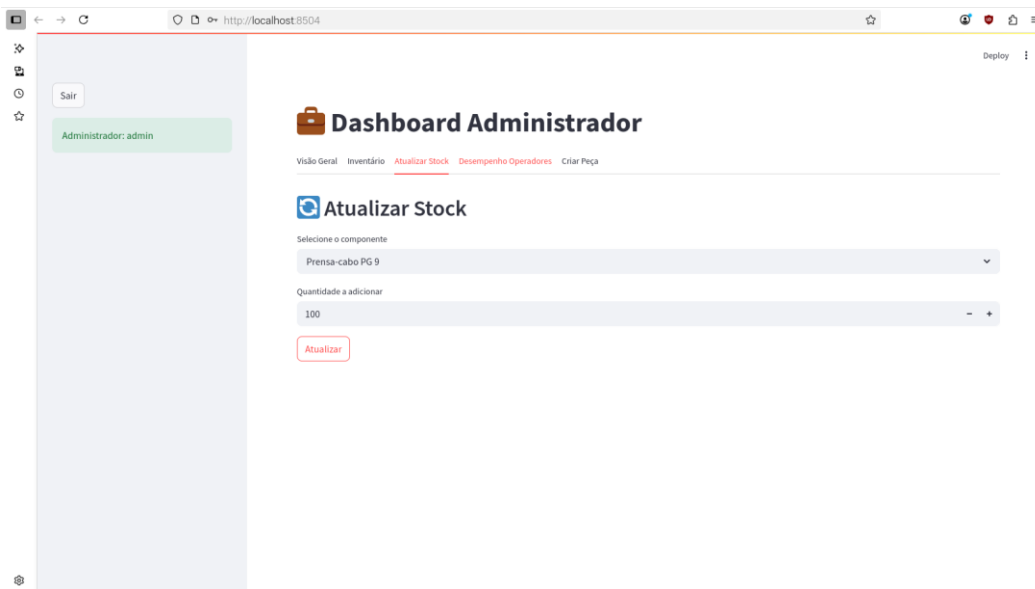 http://localhost:8504
Deploy
Sair
Administrador: admin
Dashboard Administrador
Visão Geral Inventário Atualizar Stock Desempenho Operadores Criar Peça
Atualizar Stock
Selecione o componente
Prensa-cabo PG 9
Quantidade a adicionar
100
Atualizar